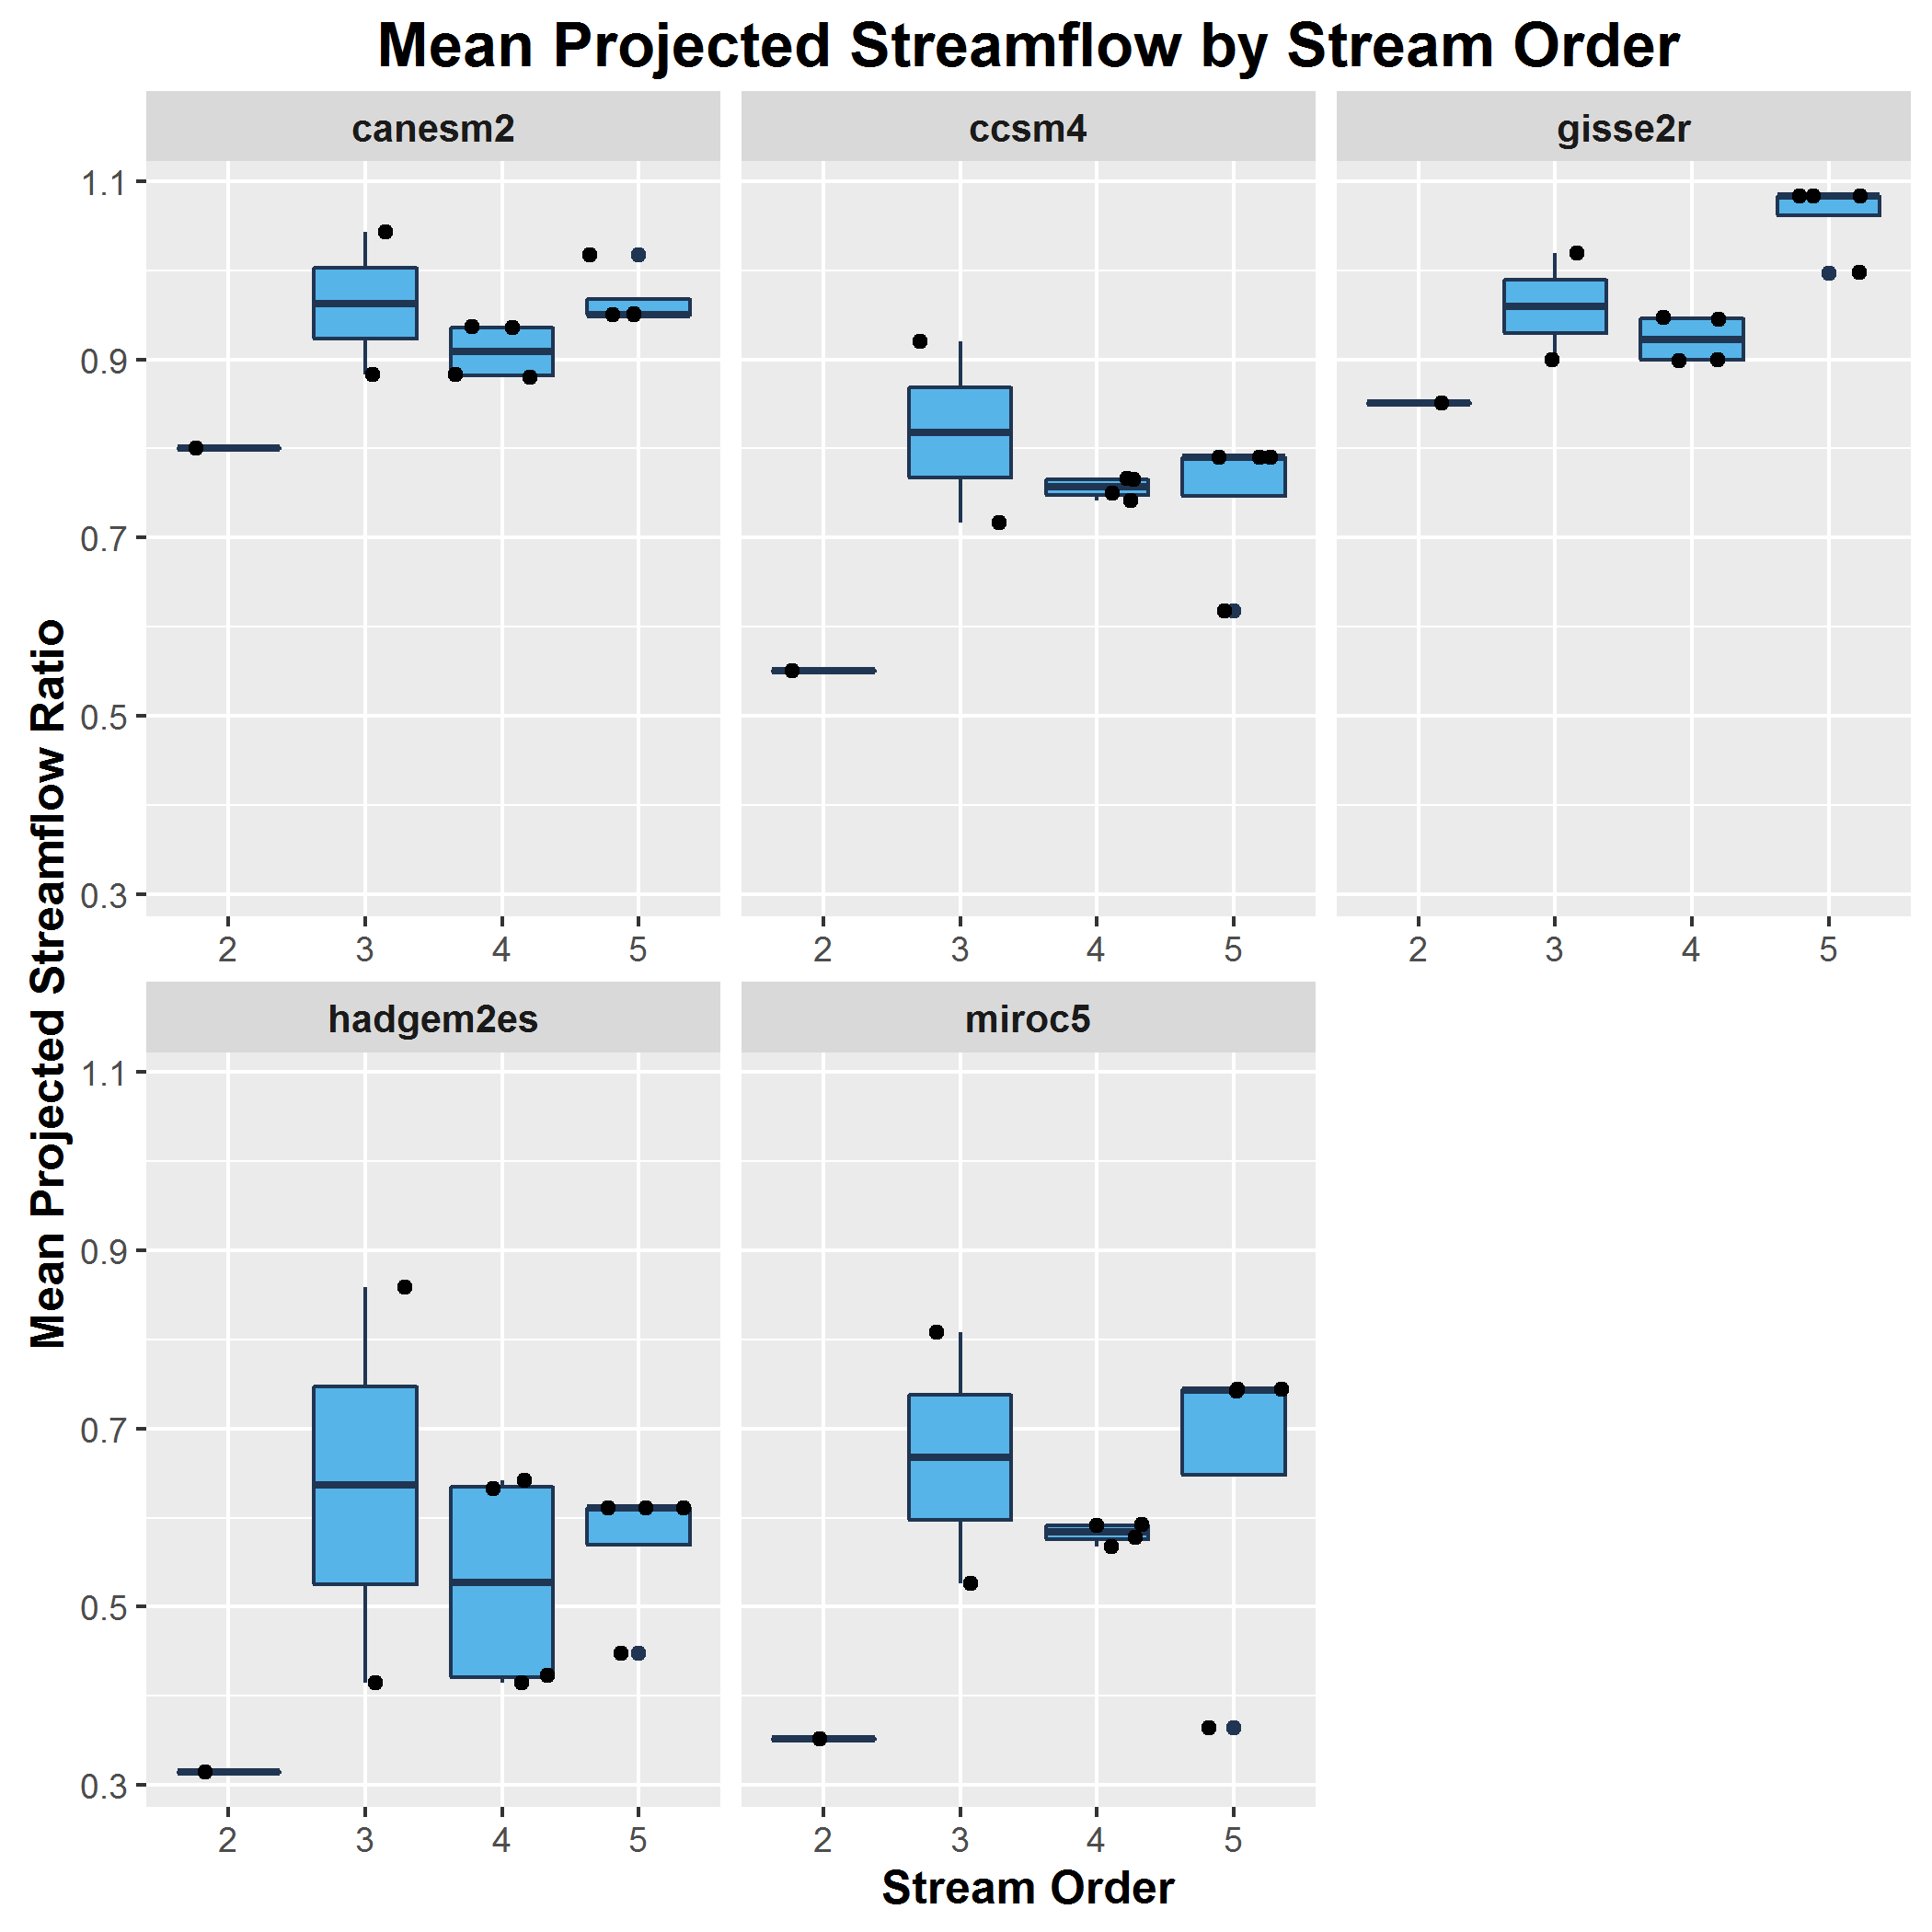 Mean Projected Streamflow by Stream Order
canesm2
ccsm4
gisse2r
1.1
0.9
0.7
0.5
0.3
2 3 4 5
2 3 4 5
2 3 4 5
Mean Projected Streamflow Ratio
hadgem2es
miroc5
1.1
0.9
0.7
0.5
0.3
2 3 4 5
2 3 4 5
Stream Order